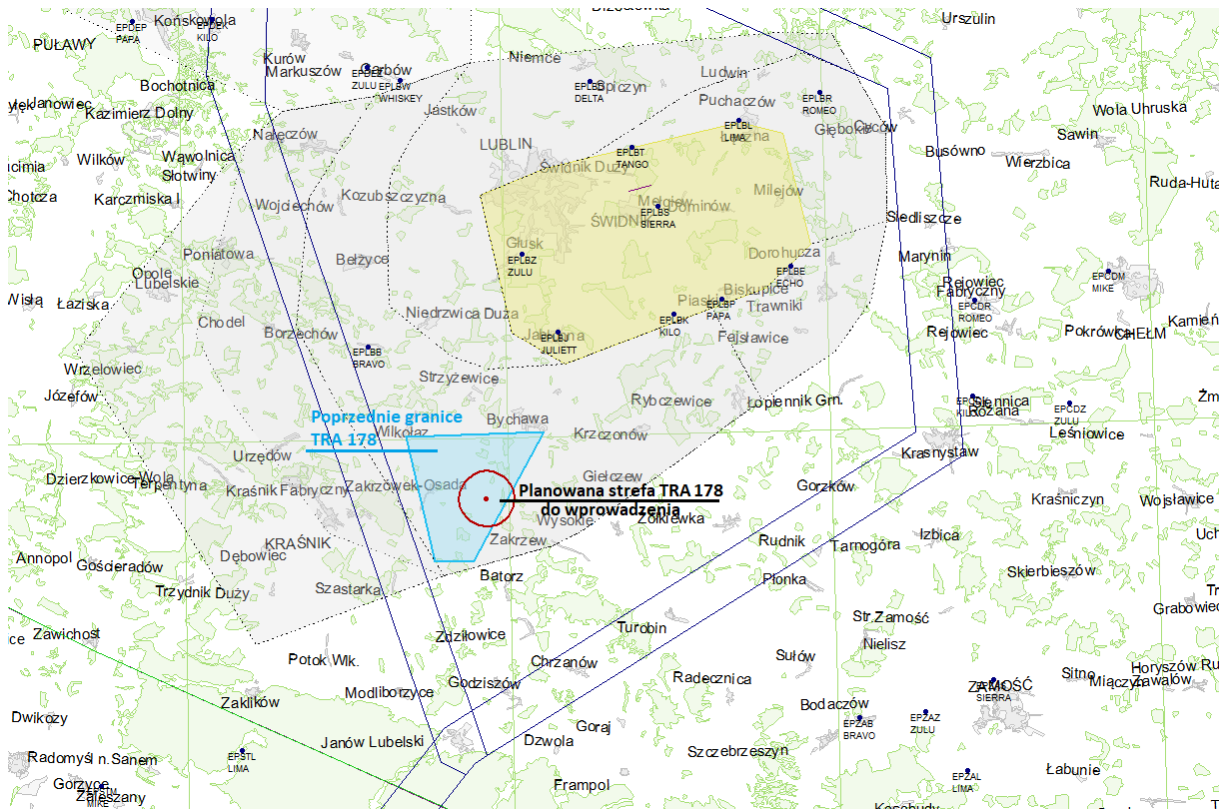 Końskowola
EPDEP
PAPA
EPDEK
KILO
PUŁAWY
Urszulin
Kurów
Markuszów
Garbów
ZULU
EPLBW
WHISKEY
Niemce
Spiczyn
EPLBD
DELTA
Ludwin
Puchaczów
EPLBR
ROMEO
Bochotnica
Janowiec
Kazimierz Dolny
Jastków
EPLBL
LIMA
Łęczna
Głębokie
Cyców
Wola Uhruska
Sawin
Nałęczów
LUBLIN
EPLBT
TANGO
Busówno
Wierzbica
Wilków
Wąwolnica
Słotwiny
Świdnik Duży
Ruda-Huta
Chotcza
Karczmiska I
Wojciechów
Kozubszczyzna
Milejów
Mełgiew
Dominów
EPLBS
SIERRA
ŚWIDNIK
Siedliszcze
Głusk
EPLBZ
ZULU
Poniatowa
Bełżyce
Dorohucza
EPLBE
ECHO
Marynin
Opole
Lubelskie
Rejowiec
Fabryczny
EPCDR
ROMEO
EPCDM
MIKE
Łaziska
Biskupice
Piaski
EPLBP
PAPA
Trawniki
Chodel
Borzechów
Niedrzwica Duża
EPLBK
KILO
Fajsławice
Rejowiec
Pokrówka
CHEŁM
Kamień
Jabłonna
EPLBJ
JULIETT
EPLBB
BRAVO
Wrzelowiec
Józefów
Strzyżewice
Rybczewice
Łopiennik Grn.
KILO
Siennica
Różana
EPCDZ
ZULU
Leśniowice
Poprzednie granice
TRA 178
Wilkołaz
Bychawa
Krzczonów
Urzędów
Krasnystaw
Dzierzkowice-Wola
Terpentyna
Kraśnik Fabryczny
Zakrzówek-Osada
Giełczew
Gorzków
Planowana strefa TRA 178
do wprowadzenia
Kraśniczyn
Wojsławice
Wysokie
Żółkiewka
Zakrzew
Rudnik
Tarnogóra
Izbica
KRAŚNIK
Annopol
Gościeradów
Dębowiec
Batorz
Płonka
Skierbieszów
Trzydnik Duży
Szastarka
Grabowiec
Zawichost
Zdziłowice
Turobin
Str.Zamość
Nielisz
Potok Wlk.
Chrzanów
Sułów
Modliborzyce
Godziszów
Radecznica
Sitno
Horyszów
Miączyn
Zawalów
ZAMOŚĆ
SIERRA
Zaklików
Dwikozy
Goraj
Bodaczów
EPZAB
BRAVO
EPZAZ
ZULU
Janów Lubelski
Dzwola
Szczebrzeszyn
EPSTL
LIMA
Radomyśl n.Sanem
Frampol
EPZAL
LIMA
Łabunie
Gorzyce
Zaleszany
MIKE